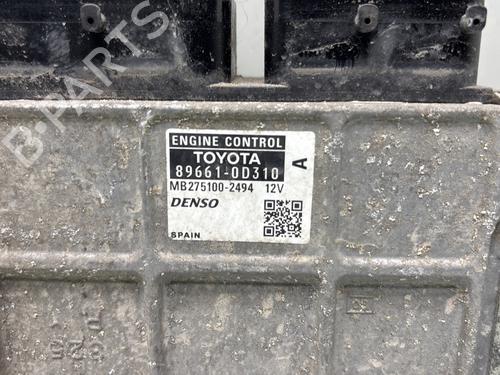 B-PARTS
ENGINE CONTROL
TOYOTA
89661-0D310
A
MB275100-2494 12V
DENSO
SPAIN